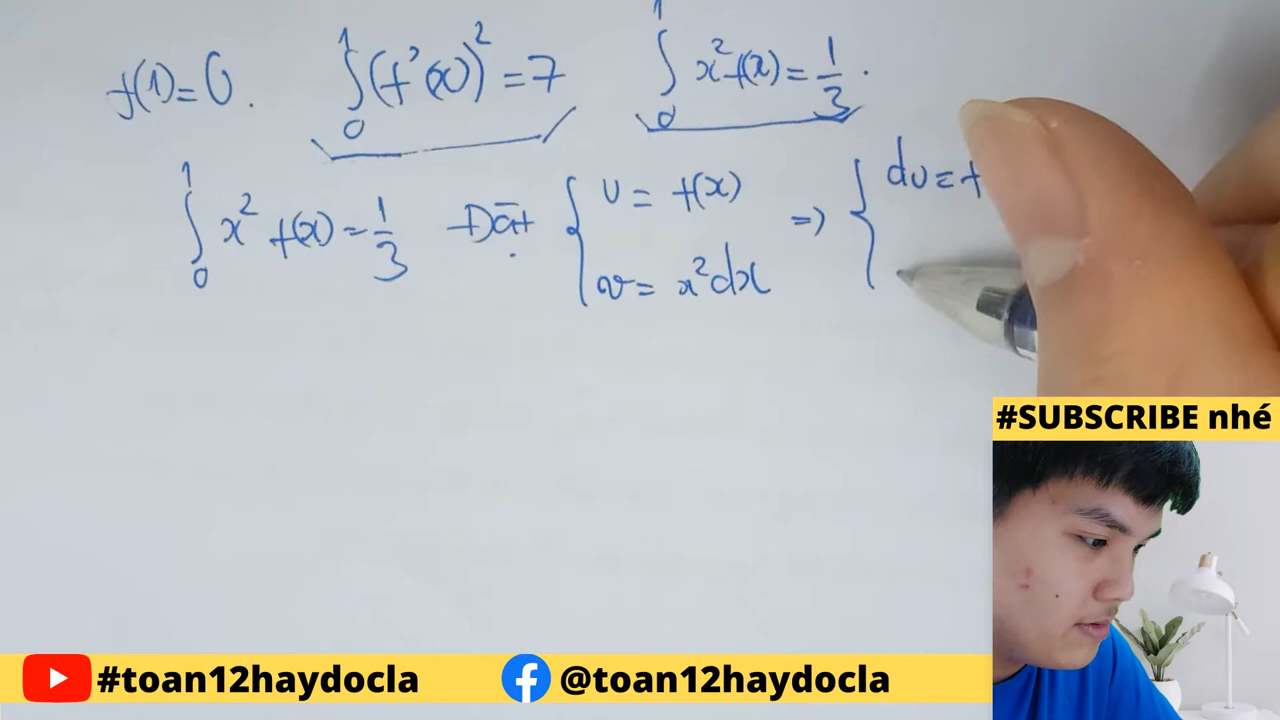 f(1)=0. ∫₀¹(f'(x))²=7 ∫₀¹ x²f(x)=1/3.
∫₀¹ x² f(x)=1/3 Đặt { u = f(x) v = x²dx => { du = f
#SUBSCRIBE nhé
#toan12haydocla @toan12haydocla